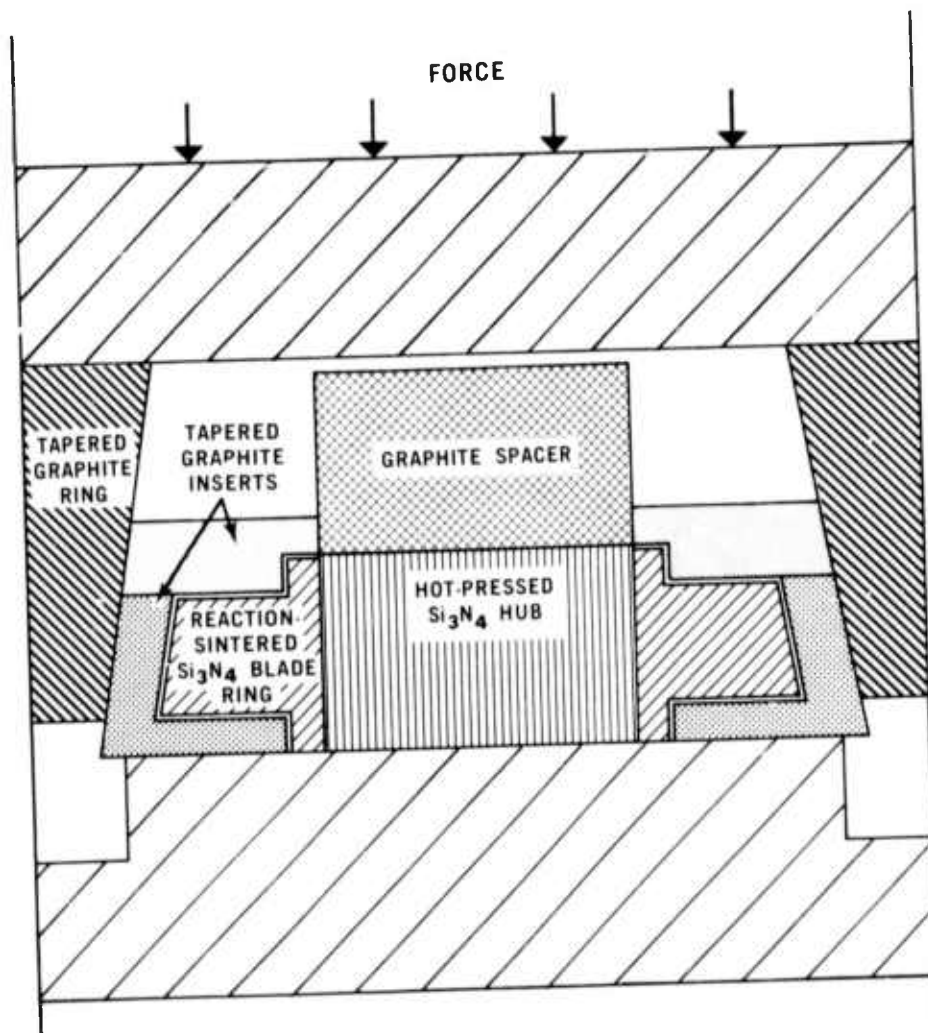 FORCE
TAPERED
GRAPHITE
RING
TAPERED
GRAPHITE
INSERTS
GRAPHITE SPACER
HOT-PRESSED
Si₃N₄ HUB
REACTION-
SINTERED
Si₃N₄ BLADE
RING